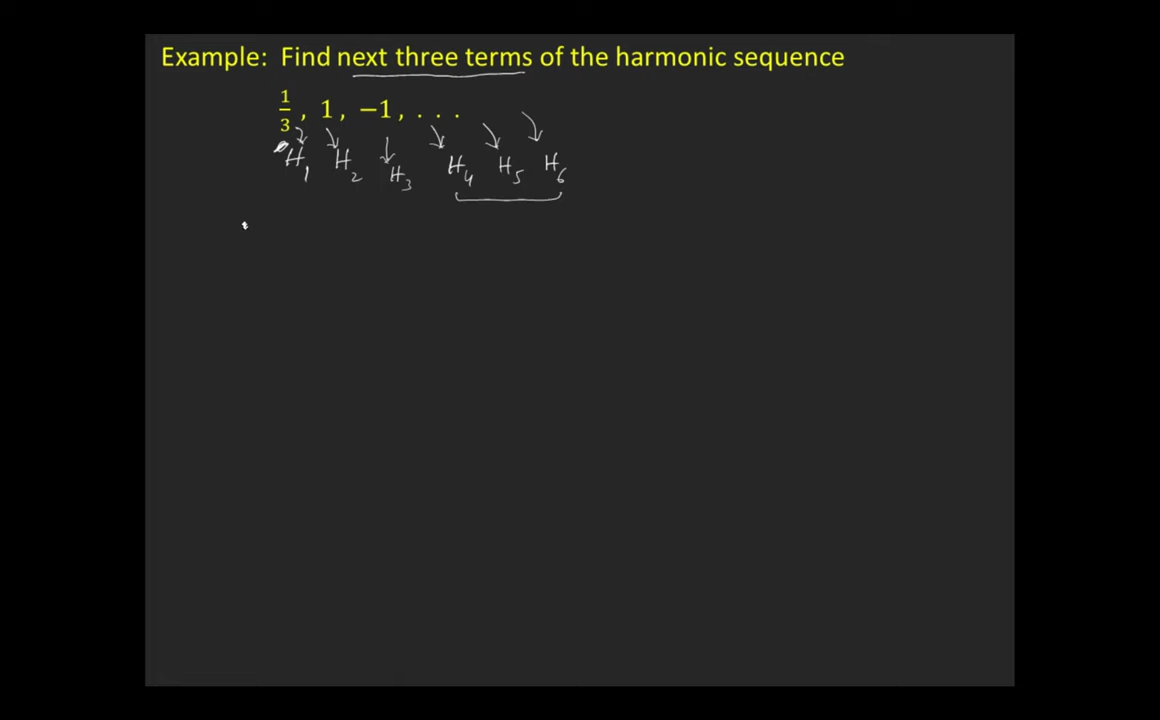 Example: Find next three terms of the harmonic sequence
1/3, 1, −1, . . .
H₁ H₂ H₃ H₄ H₅ H₆